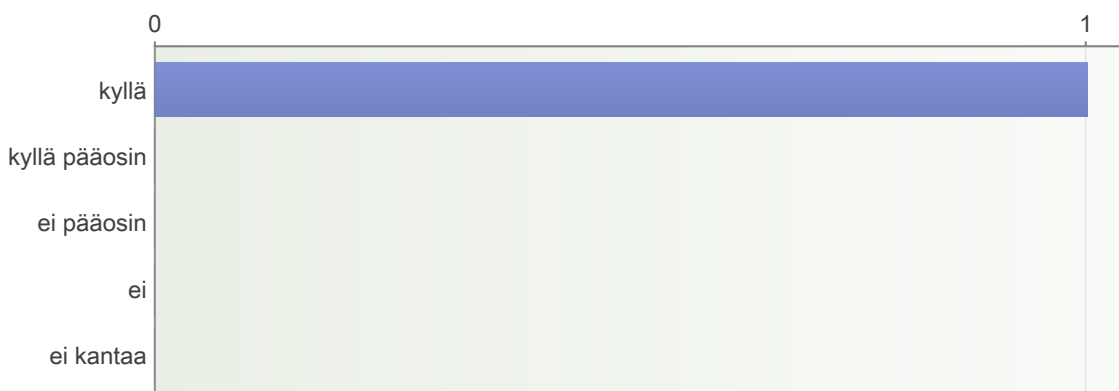 0 1
kyllä
kyllä pääosin
ei pääosin
ei
ei kantaa